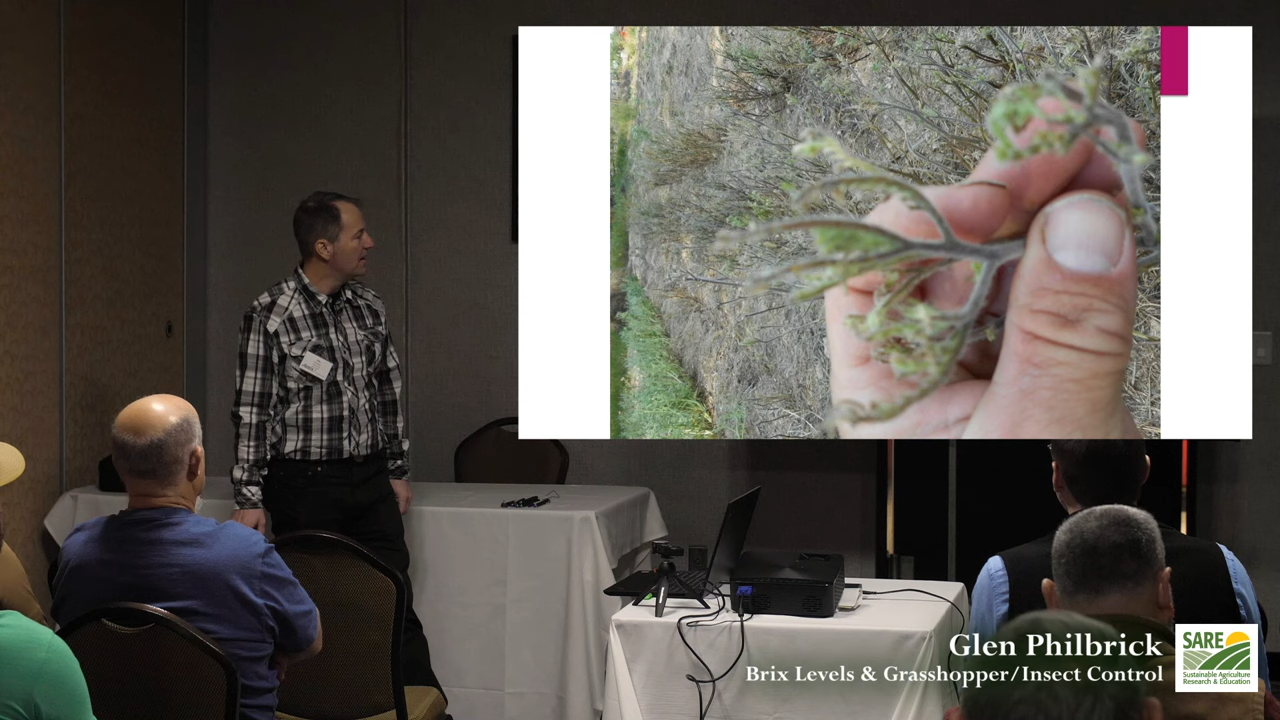 Glen Philbrick
Brix Levels & Grasshopper/Insect Control
SARE
Sustainable Agriculture
Research & Education